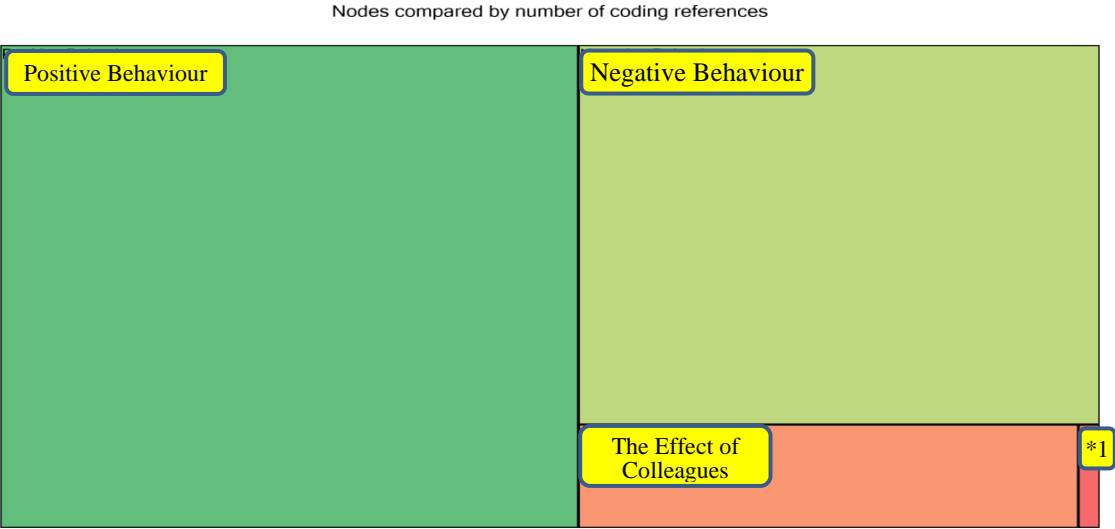 Nodes compared by number of coding references
Positive Behaviour
Negative Behaviour
The Effect of
Colleagues
*1